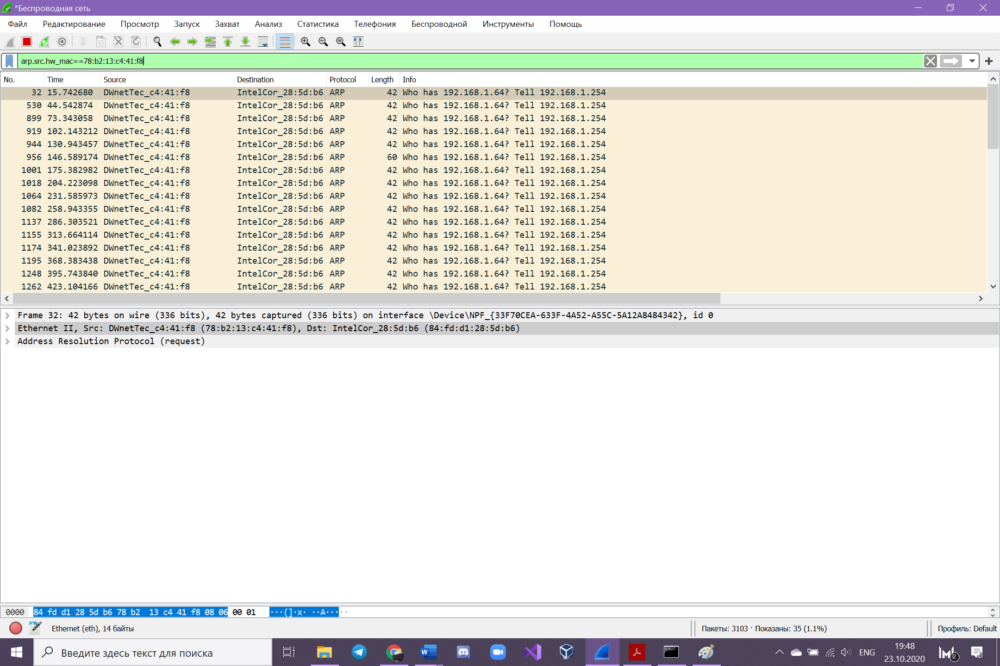 *Беспроводная сеть
Файл Редактирование Просмотр Запуск Захват Анализ Статистика Телефония Беспроводной Инструменты Помощь
arp.src.hw_mac==78:b2:13:c4:41:f8
No. Time Source Destination Protocol Length Info
32 15.742680 DWnetTec_c4:41:f8 IntelCor_28:5d:b6 ARP 42 Who has 192.168.1.64? Tell 192.168.1.254
530 44.542874 DWnetTec_c4:41:f8 IntelCor_28:5d:b6 ARP 42 Who has 192.168.1.64? Tell 192.168.1.254
899 73.343058 DWnetTec_c4:41:f8 IntelCor_28:5d:b6 ARP 42 Who has 192.168.1.64? Tell 192.168.1.254
919 102.143212 DWnetTec_c4:41:f8 IntelCor_28:5d:b6 ARP 42 Who has 192.168.1.64? Tell 192.168.1.254
944 130.943457 DWnetTec_c4:41:f8 IntelCor_28:5d:b6 ARP 42 Who has 192.168.1.64? Tell 192.168.1.254
956 146.589174 DWnetTec_c4:41:f8 IntelCor_28:5d:b6 ARP 60 Who has 192.168.1.64? Tell 192.168.1.254
1001 175.382982 DWnetTec_c4:41:f8 IntelCor_28:5d:b6 ARP 42 Who has 192.168.1.64? Tell 192.168.1.254
1018 204.223098 DWnetTec_c4:41:f8 IntelCor_28:5d:b6 ARP 42 Who has 192.168.1.64? Tell 192.168.1.254
1064 231.585973 DWnetTec_c4:41:f8 IntelCor_28:5d:b6 ARP 42 Who has 192.168.1.64? Tell 192.168.1.254
1082 258.943355 DWnetTec_c4:41:f8 IntelCor_28:5d:b6 ARP 42 Who has 192.168.1.64? Tell 192.168.1.254
1137 286.303521 DWnetTec_c4:41:f8 IntelCor_28:5d:b6 ARP 42 Who has 192.168.1.64? Tell 192.168.1.254
1155 313.664114 DWnetTec_c4:41:f8 IntelCor_28:5d:b6 ARP 42 Who has 192.168.1.64? Tell 192.168.1.254
1174 341.023892 DWnetTec_c4:41:f8 IntelCor_28:5d:b6 ARP 42 Who has 192.168.1.64? Tell 192.168.1.254
1195 368.383438 DWnetTec_c4:41:f8 IntelCor_28:5d:b6 ARP 42 Who has 192.168.1.64? Tell 192.168.1.254
1248 395.743840 DWnetTec_c4:41:f8 IntelCor_28:5d:b6 ARP 42 Who has 192.168.1.64? Tell 192.168.1.254
1262 423.104166 DWnetTec_c4:41:f8 IntelCor_28:5d:b6 ARP 42 Who has 192.168.1.64? Tell 192.168.1.254
Frame 32: 42 bytes on wire (336 bits), 42 bytes captured (336 bits) on interface \Device\NPF_{33F70CEA-633F-4A52-A55C-5A12A8484342}, id 0
Ethernet II, Src: DWnetTec_c4:41:f8 (78:b2:13:c4:41:f8), Dst: IntelCor_28:5d:b6 (84:fd:d1:28:5d:b6)
Address Resolution Protocol (request)
0000 84 fd d1 28 5d b6 78 b2 13 c4 41 f8 08 06 00 01 ···(]·x· ··A·····
Ethernet (eth), 14 байты Пакеты: 3103 · Показаны: 35 (1.1%) Профиль: Default
Введите здесь текст для поиска ENG 19:48
23.10.2020 2